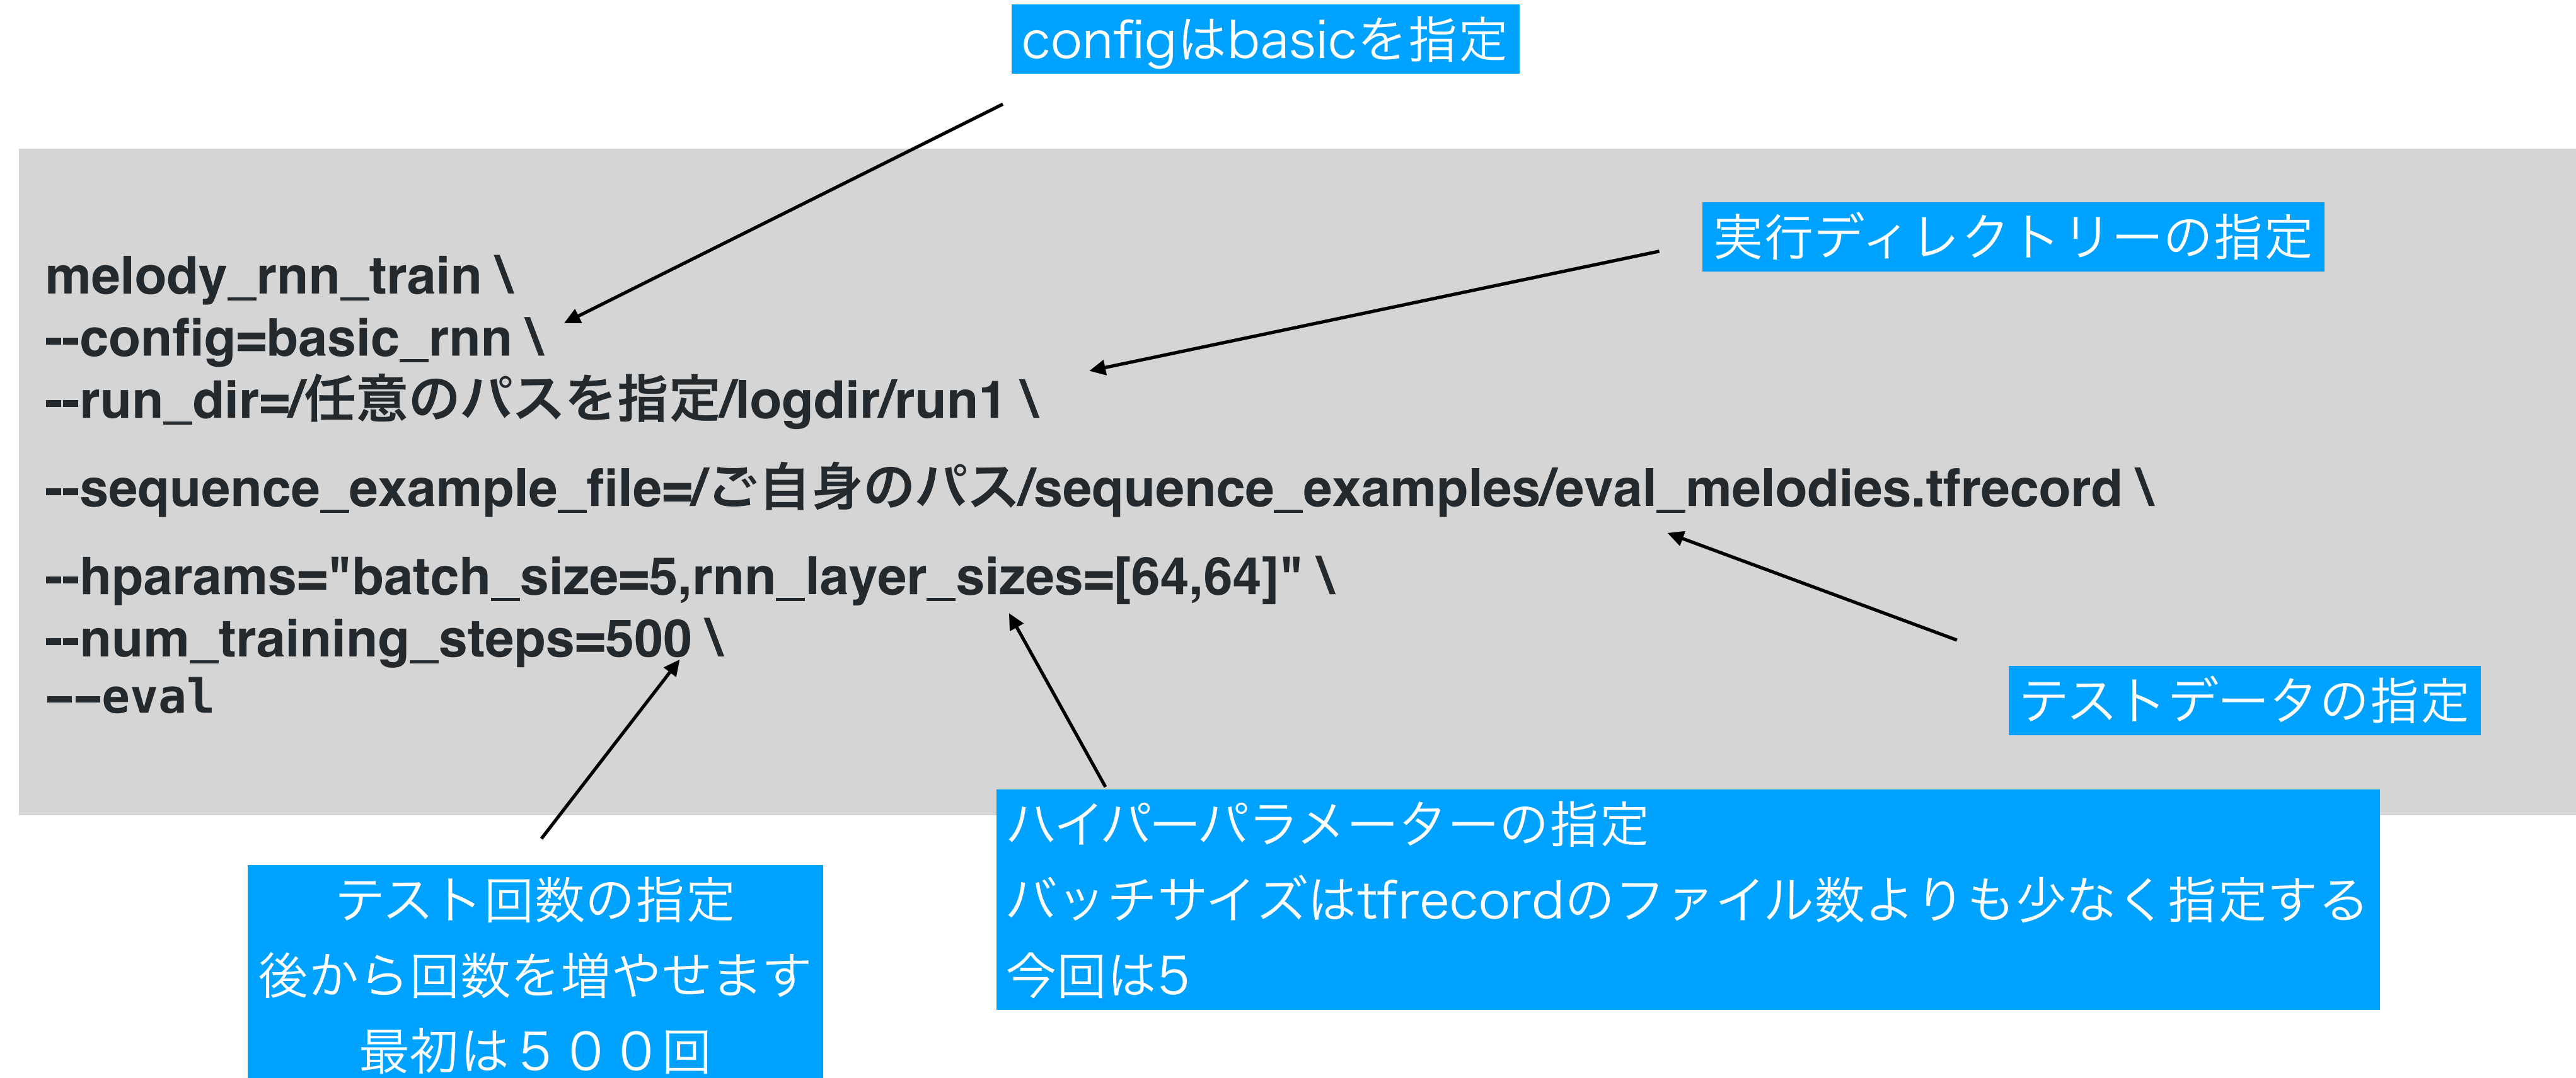 configはbasicを指定
実行ディレクトリーの指定
melody_rnn_train \
--config=basic_rnn \
--run_dir=/任意のパスを指定/logdir/run1 \
--sequence_example_file=/ご自身のパス/sequence_examples/eval_melodies.tfrecord \
--hparams="batch_size=5,rnn_layer_sizes=[64,64]" \
--num_training_steps=500 \
--eval
テストデータの指定
ハイパーパラメーターの指定
バッチサイズはtfrecordのファイル数よりも少なく指定する
今回は5
テスト回数の指定
後から回数を増やせます
最初は５００回